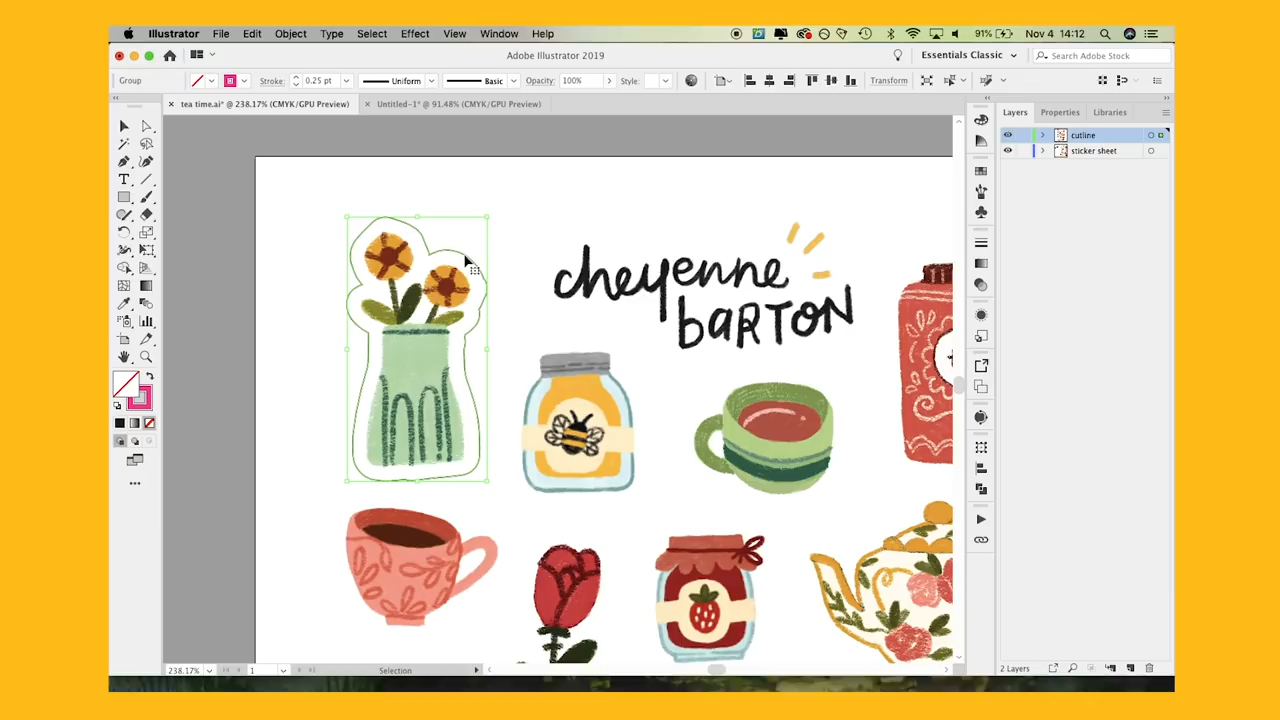 Illustrator File Edit Object Type Select Effect View Window Help 91% Nov 4 14:12
Adobe Illustrator 2019 Essentials Classic Search Adobe Stock
Group Stroke: 0.25 pt Uniform Basic Opacity: 100% Style: Transform
tea time.ai* @ 238.17% (CMYK/GPU Preview) Untitled-1* @ 91.48% (CMYK/GPU Preview)
Layers Properties Libraries
cutline
sticker sheet
cheyenne
barton
238.17% 1 Selection 2 Layers